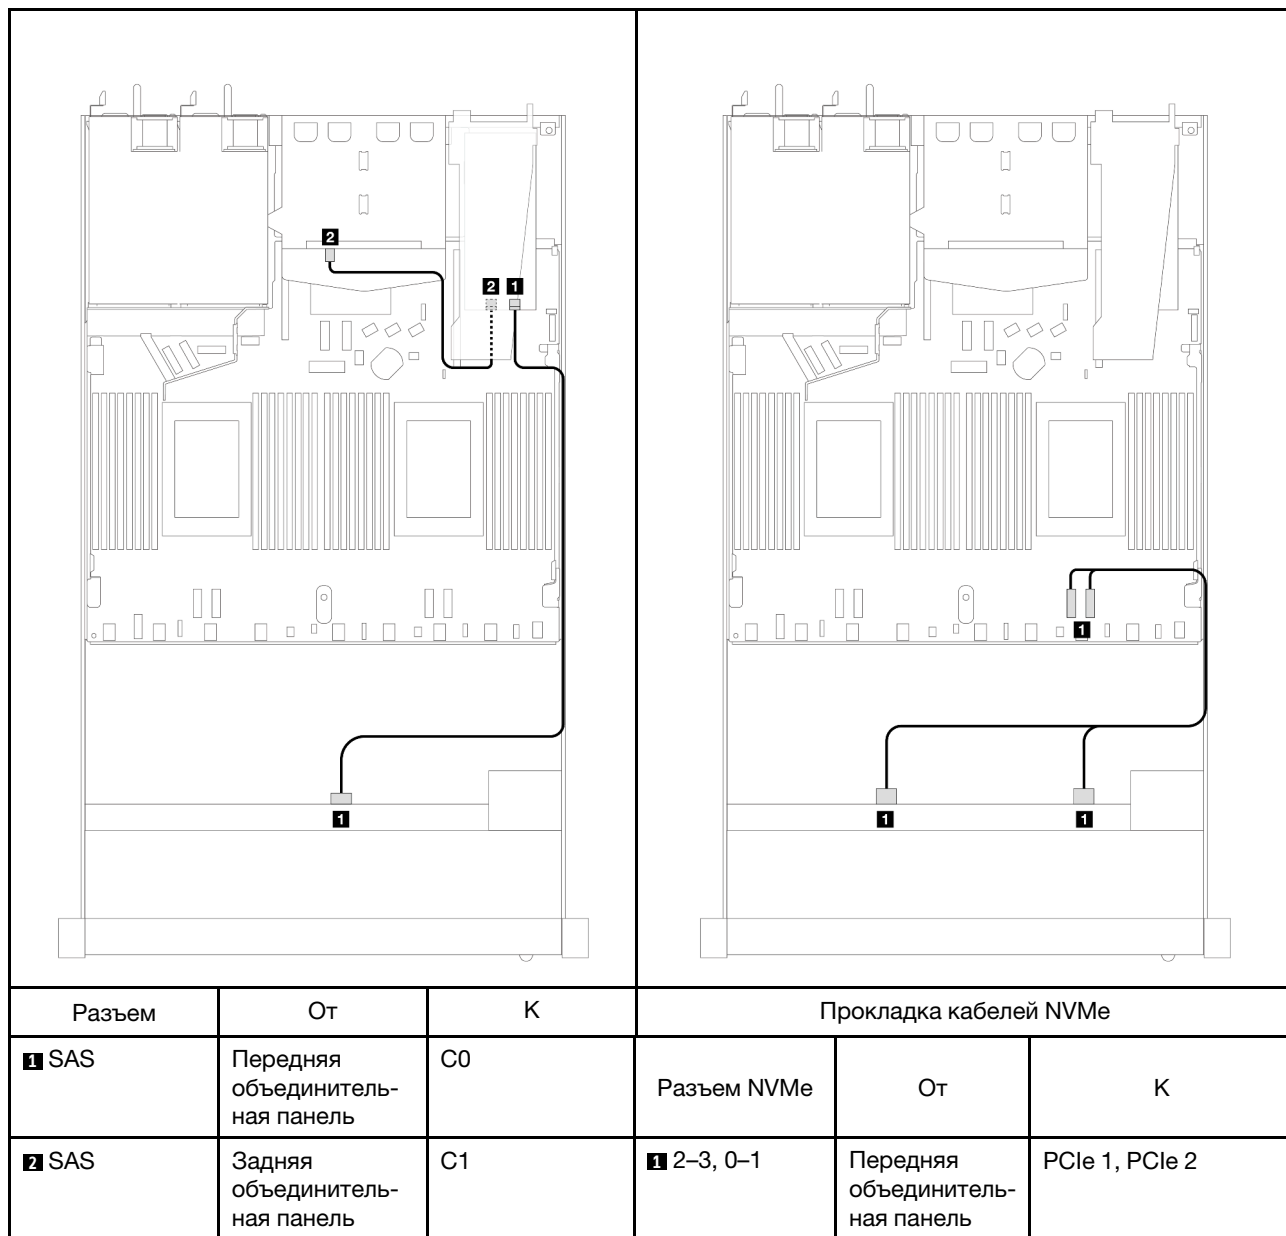 2
2
1
1
1
1
1
Разъем
От
К
Прокладка кабелей NVMe
1 SAS
Передняя
объединитель-
ная панель
C0
Разъем NVMe
От
К
2 SAS
Задняя
объединитель-
ная панель
C1
1 2–3, 0–1
Передняя
объединитель-
ная панель
PCIe 1, PCIe 2